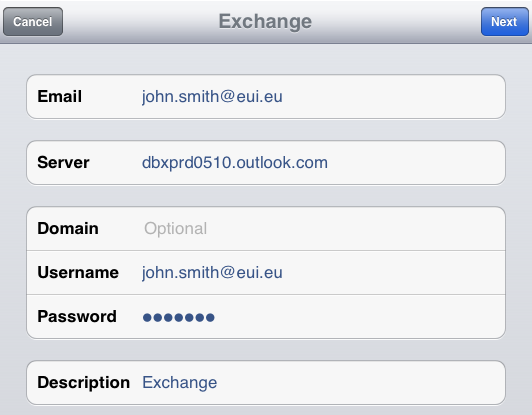 Cancel Exchange Next
Email john.smith@eui.eu
Server dbxprd0510.outlook.com
Domain Optional
Username john.smith@eui.eu
Password ●●●●●●●
Description Exchange